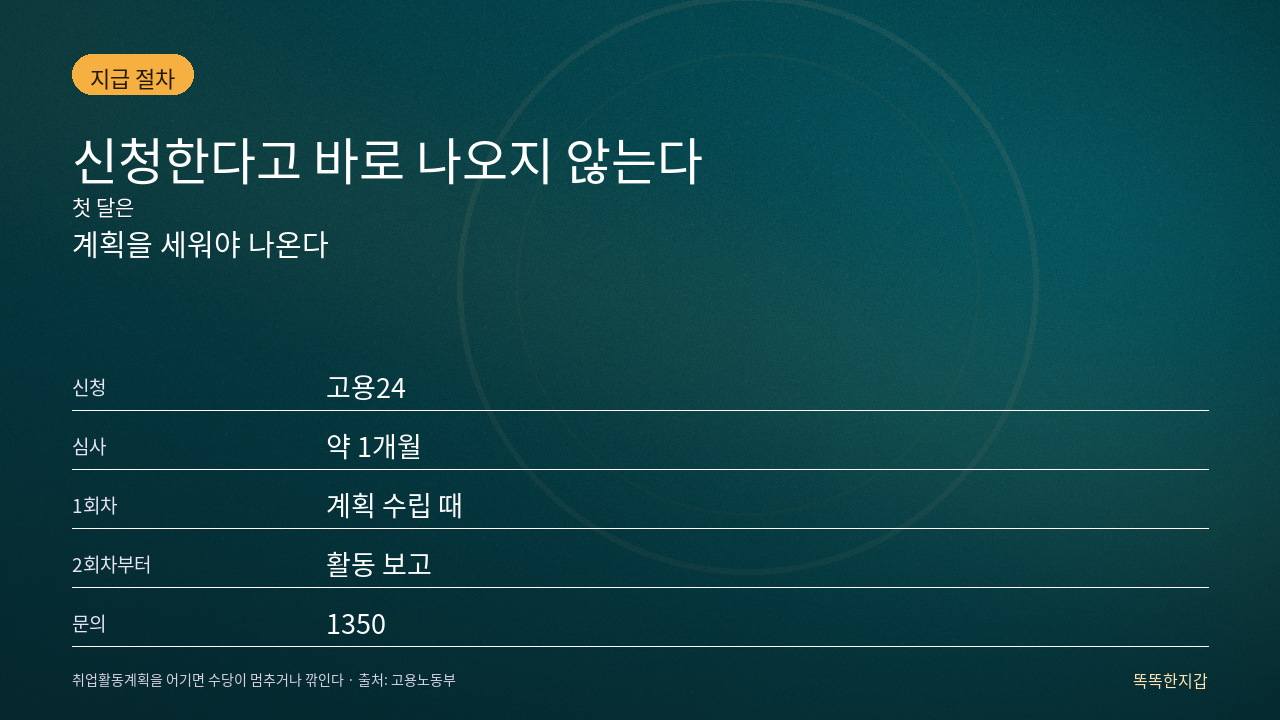 지급 절차
신청한다고 바로 나오지 않는다
첫 달은
계획을 세워야 나온다
신청 고용24
심사 약 1개월
1회차 계획 수립 때
2회차부터 활동 보고
문의 1350
취업활동계획을 어기면 수당이 멈추거나 깎인다 · 출처: 고용노동부
똑똑한지갑